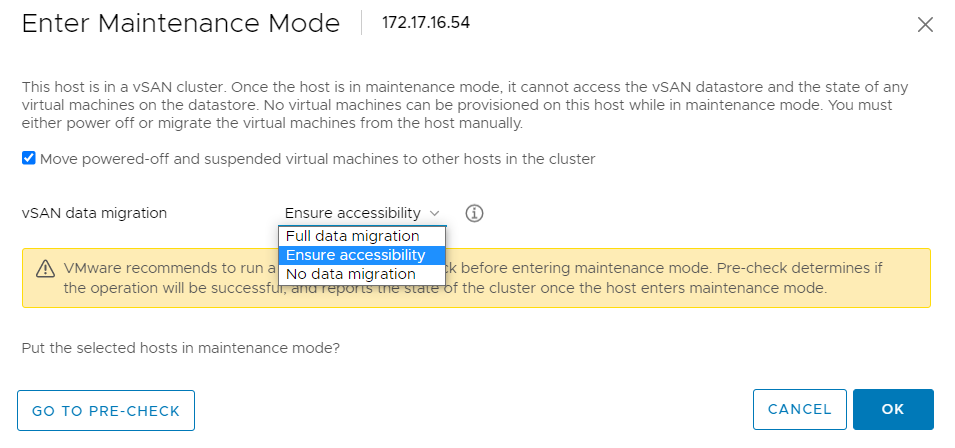 Enter Maintenance Mode 172.17.16.54
This host is in a vSAN cluster. Once the host is in maintenance mode, it cannot access the vSAN datastore and the state of any
virtual machines on the datastore. No virtual machines can be provisioned on this host while in maintenance mode. You must
either power off or migrate the virtual machines from the host manually.
Move powered-off and suspended virtual machines to other hosts in the cluster
vSAN data migration Ensure accessibility
Full data migration
Ensure accessibility
No data migration
VMware recommends to run a before entering maintenance mode. Pre-check determines if
the operation will be successful, and reports the state of the cluster once the host enters maintenance mode.
Put the selected hosts in maintenance mode?
GO TO PRE-CHECK CANCEL OK